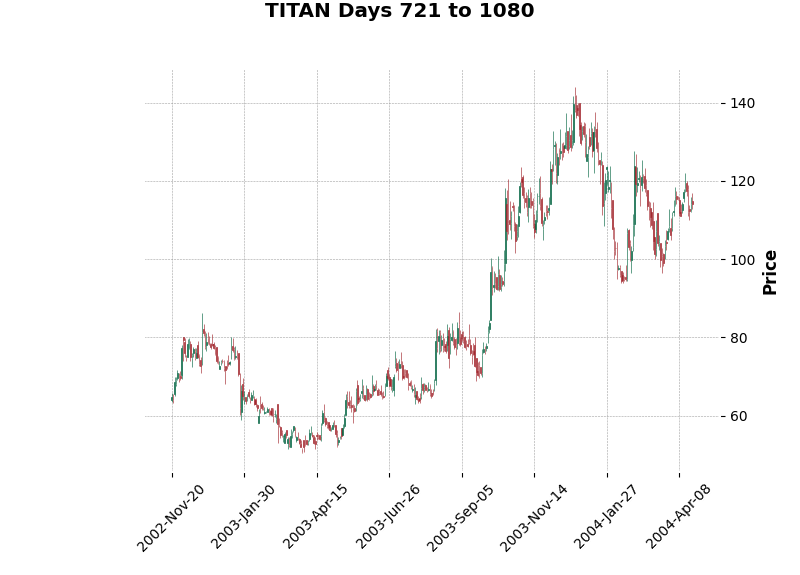 TITAN Days 721 to 1080
140
120
100
80
60
Price
2002-Nov-20
2003-Jan-30
2003-Apr-15
2003-Jun-26
2003-Sep-05
2003-Nov-14
2004-Jan-27
2004-Apr-08